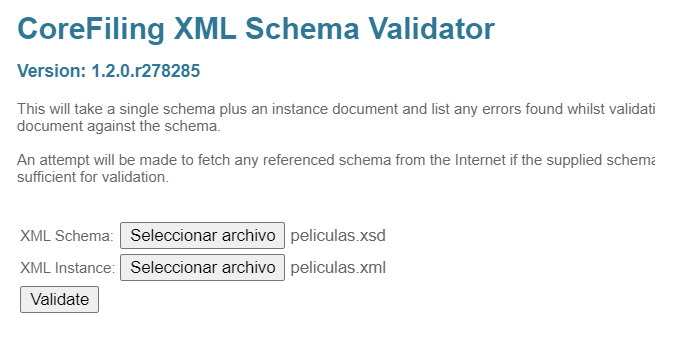 CoreFiling XML Schema Validator
Version: 1.2.0.r278285
This will take a single schema plus an instance document and list any errors found whilst validati
document against the schema.
An attempt will be made to fetch any referenced schema from the Internet if the supplied schema
sufficient for validation.
XML Schema: Seleccionar archivo peliculas.xsd
XML Instance: Seleccionar archivo peliculas.xml
Validate